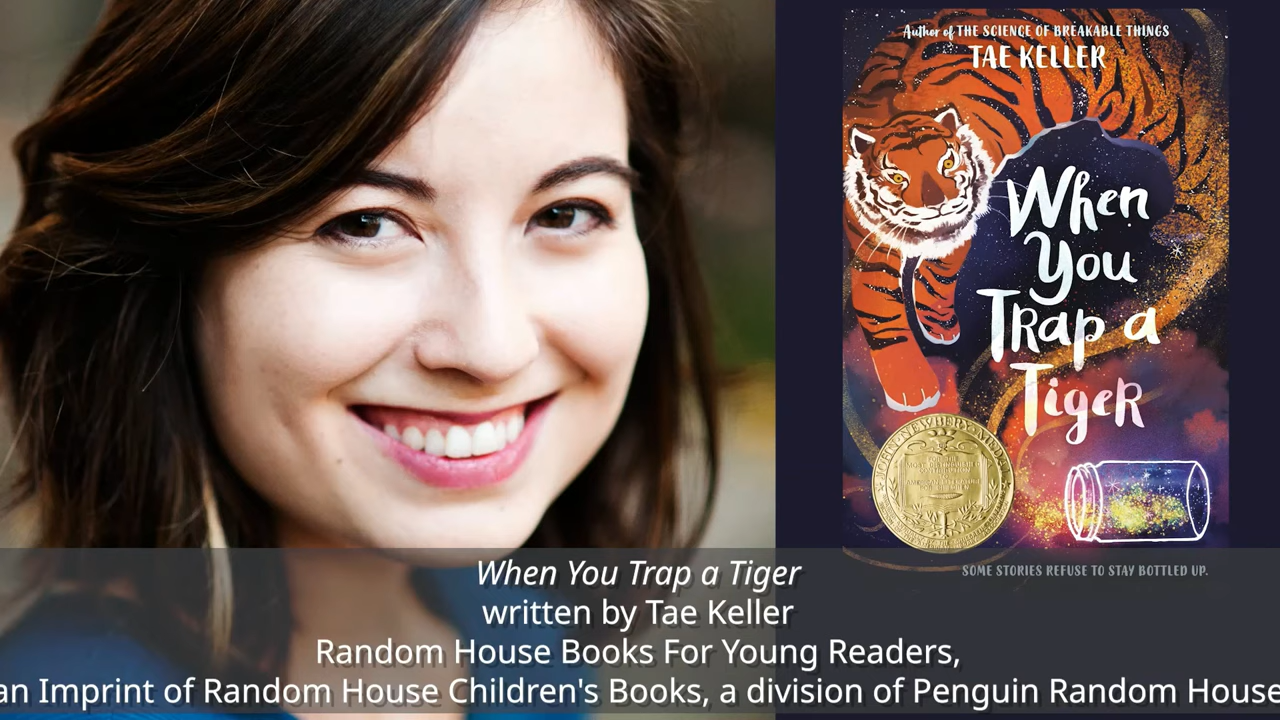 Author of THE SCIENCE OF BREAKABLE THINGS
TAE KELLER
When
You
Trap a
Tiger
SOME STORIES REFUSE TO STAY BOTTLED UP.
When You Trap a Tiger
written by Tae Keller
Random House Books For Young Readers,
an Imprint of Random House Children's Books, a division of Penguin Random House